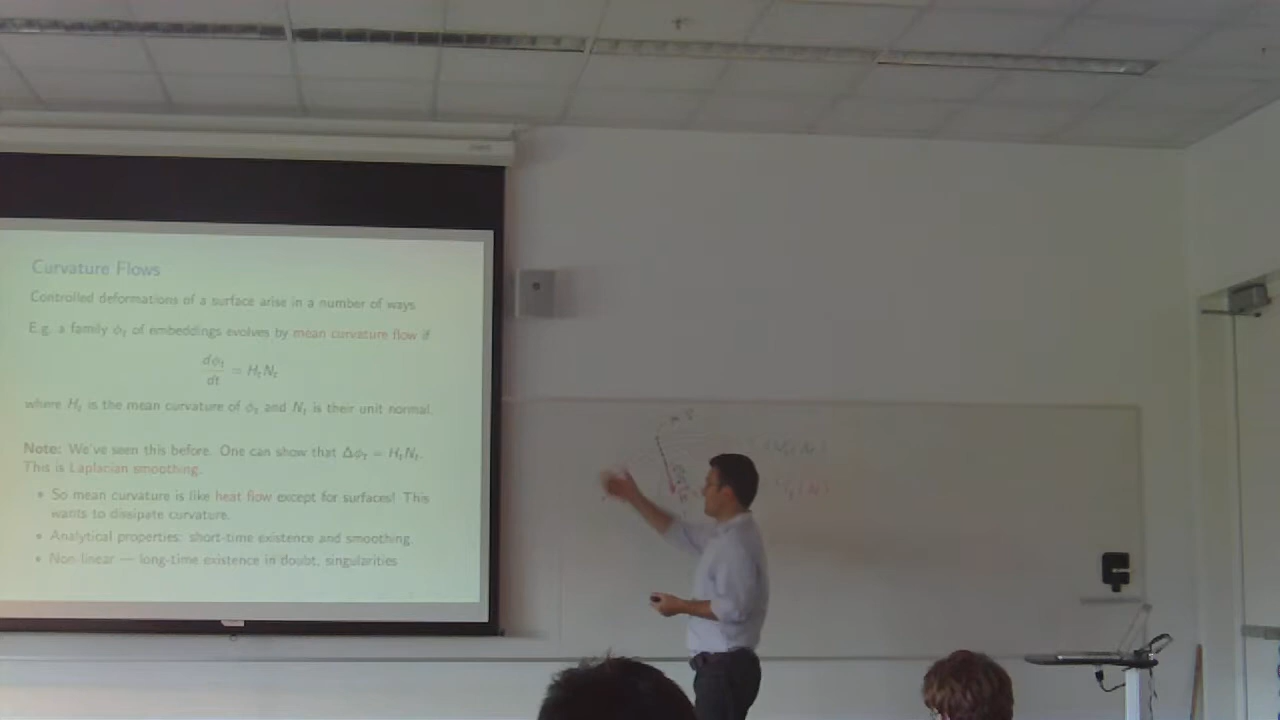 Curvature Flows
Controlled deformations of a surface arise in a number of ways
E.g. a family ϕₜ of embeddings evolves by mean curvature flow if
dϕₜ/dt = HₜNₜ
where Hₜ is the mean curvature of ϕₜ and Nₜ is their unit normal.
Note: We've seen this before. One can show that Δϕₜ = HₜNₜ.
This is Laplacian smoothing.
• So mean curvature is like heat flow except for surfaces! This
wants to dissipate curvature.
• Analytical properties: short-time existence and smoothing
• Non-linear — long-time existence in doubt, singularities